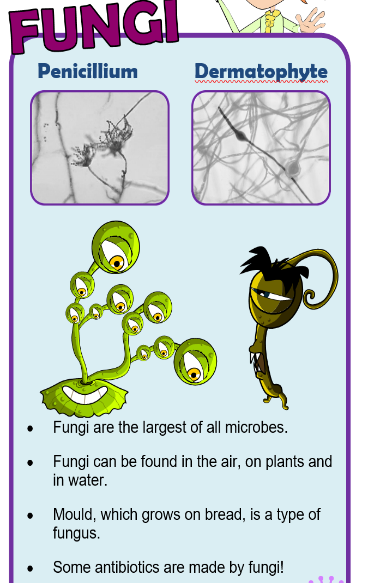 FUNGI
Penicillium
Dermatophyte
• Fungi are the largest of all microbes.
• Fungi can be found in the air, on plants and
in water.
• Mould, which grows on bread, is a type of
fungus.
• Some antibiotics are made by fungi!